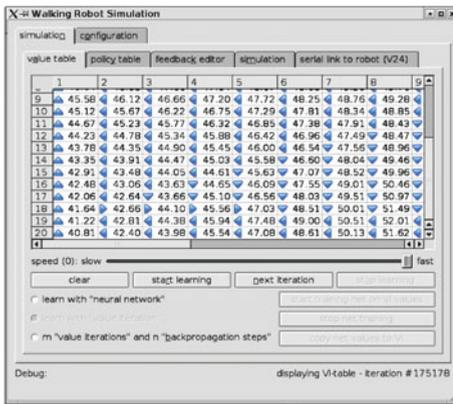 Walking Robot Simulation
simulation configuration
value table policy table feedback editor simulation serial link to robot (V24)
1 2 3 4 5 6 7 8 9
9 45.58 46.12 46.66 47.20 47.72 48.25 48.76 49.28
10 45.12 45.67 46.22 46.75 47.29 47.81 48.34 48.85
11 44.67 45.23 45.77 46.32 46.85 47.38 47.91 48.43
12 44.23 44.78 45.34 45.88 46.42 46.96 47.49 48.47
13 43.78 44.35 44.90 45.45 46.00 46.54 47.56 48.96
14 43.35 43.91 44.47 45.03 45.58 46.60 48.04 49.46
15 42.91 43.48 44.05 44.61 45.63 47.07 48.52 49.96
16 42.48 43.06 43.63 44.65 46.09 47.55 49.01 50.46
17 42.06 42.64 43.66 45.10 46.56 48.03 49.51 50.97
18 41.64 42.66 44.10 45.56 47.03 48.51 50.01 51.49
19 41.22 42.81 44.38 45.94 47.48 49.00 50.51 52.01
20 40.81 42.40 43.98 45.54 47.08 48.61 50.13 51.62
speed (0): slow fast
clear start learning next iteration stop learning
learn with "neural network" start training net on vi values
learn with "value iteration" stop net training
m "value iterations" and n "backpropagation steps" copy net values to VI
Debug: displaying VI-table - iteration #175178